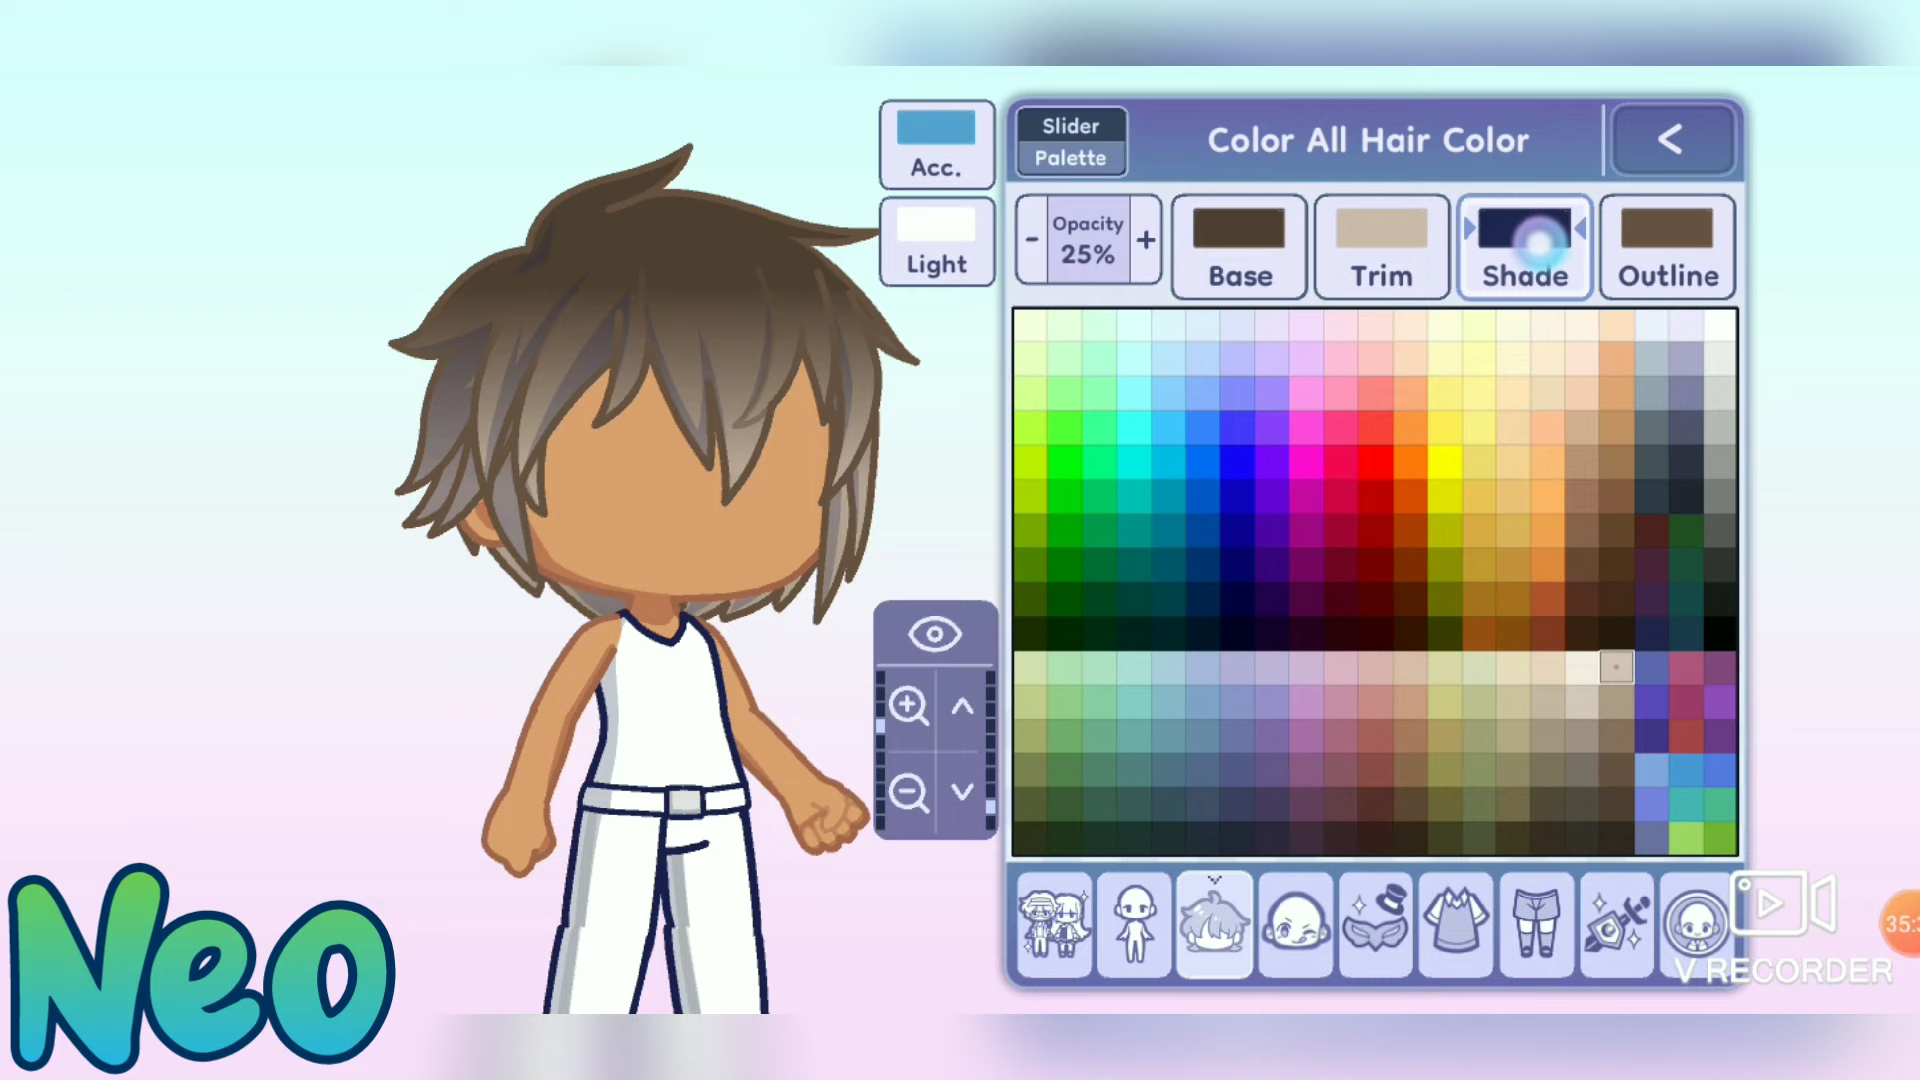 Slider
Palette
Color All Hair Color
<
Acc.
Light
-
Opacity
25%
+
Base
Trim
Shade
Outline
Neo
V RECORDER